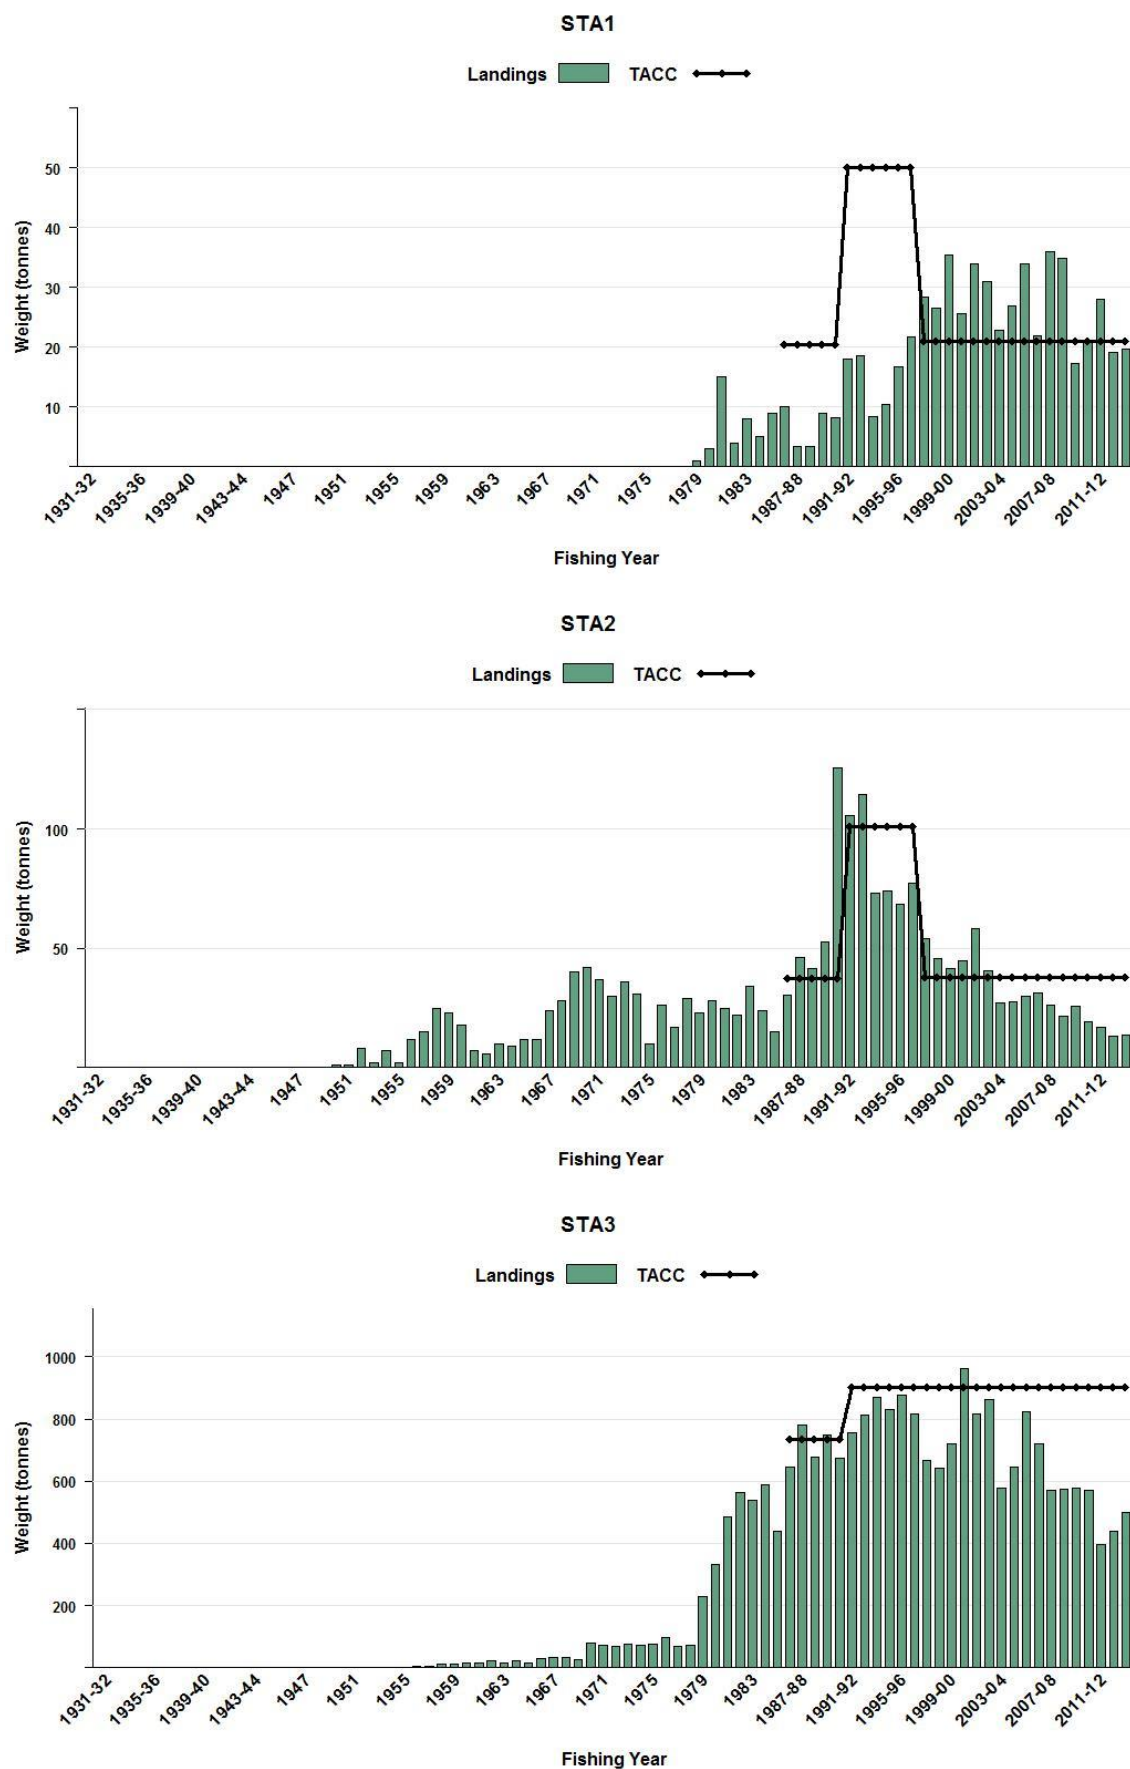 STA1
Landings TACC
50
40
30
20
10
Weight (tonnes)
1931-32 1935-36 1939-40 1943-44 1947 1951 1955 1959 1963 1967 1971 1975 1979 1983 1987-88 1991-92 1995-96 1999-00 2003-04 2007-08 2011-12
Fishing Year
STA2
Landings TACC
100
50
Weight (tonnes)
1931-32 1935-36 1939-40 1943-44 1947 1951 1955 1959 1963 1967 1971 1975 1979 1983 1987-88 1991-92 1995-96 1999-00 2003-04 2007-08 2011-12
Fishing Year
STA3
Landings TACC
1000
800
600
400
200
Weight (tonnes)
1931-32 1935-36 1939-40 1943-44 1947 1951 1955 1959 1963 1967 1971 1975 1979 1983 1987-88 1991-92 1995-96 1999-00 2003-04 2007-08 2011-12
Fishing Year